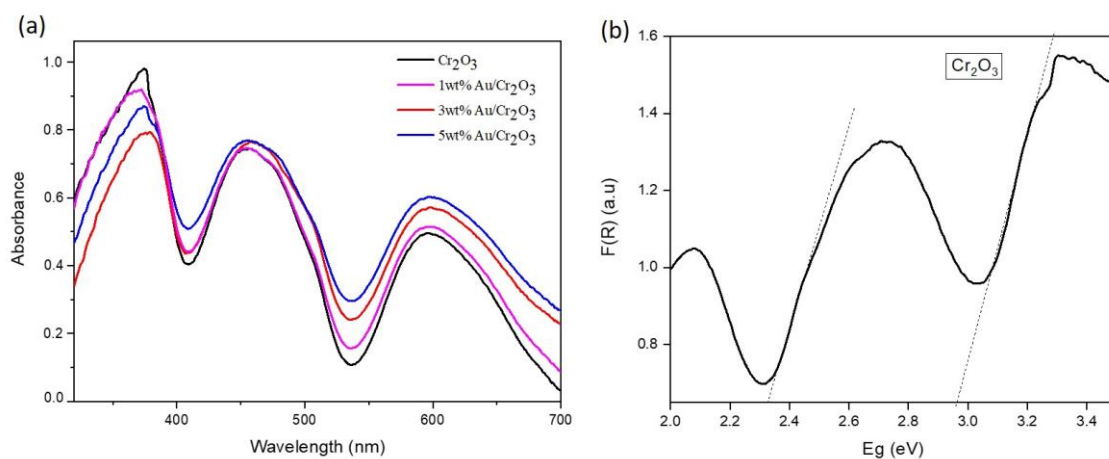 (a)
Absorbance
1.0
0.8
0.6
0.4
0.2
0.0
400
500
600
700
Wavelength (nm)
Cr₂O₃
1wt% Au/Cr₂O₃
3wt% Au/Cr₂O₃
5wt% Au/Cr₂O₃
(b)
F(R) (a.u)
1.6
1.4
1.2
1.0
0.8
2.0
2.2
2.4
2.6
2.8
3.0
3.2
3.4
Eg (eV)
Cr₂O₃